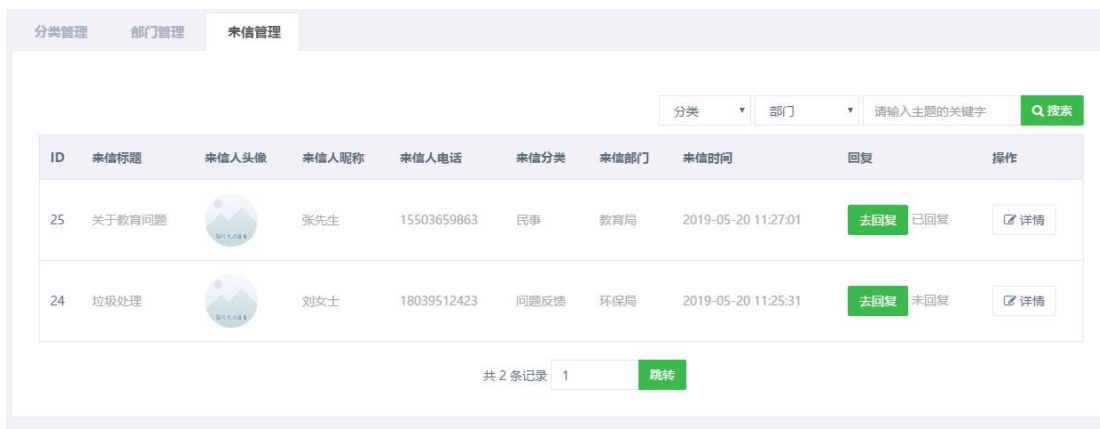 分类管理 部门管理 来信管理
分类 部门 请输入主题的关键字 搜索
ID 来信标题 来信人头像 来信人昵称 来信人电话 来信分类 来信部门 来信时间 回复 操作
25 关于教育问题 张先生 15503659863 民事 教育局 2019-05-20 11:27:01 去回复 已回复 详情
24 垃圾处理 刘女士 18039512423 问题反馈 环保局 2019-05-20 11:25:31 去回复 未回复 详情
共 2 条记录 1 跳转